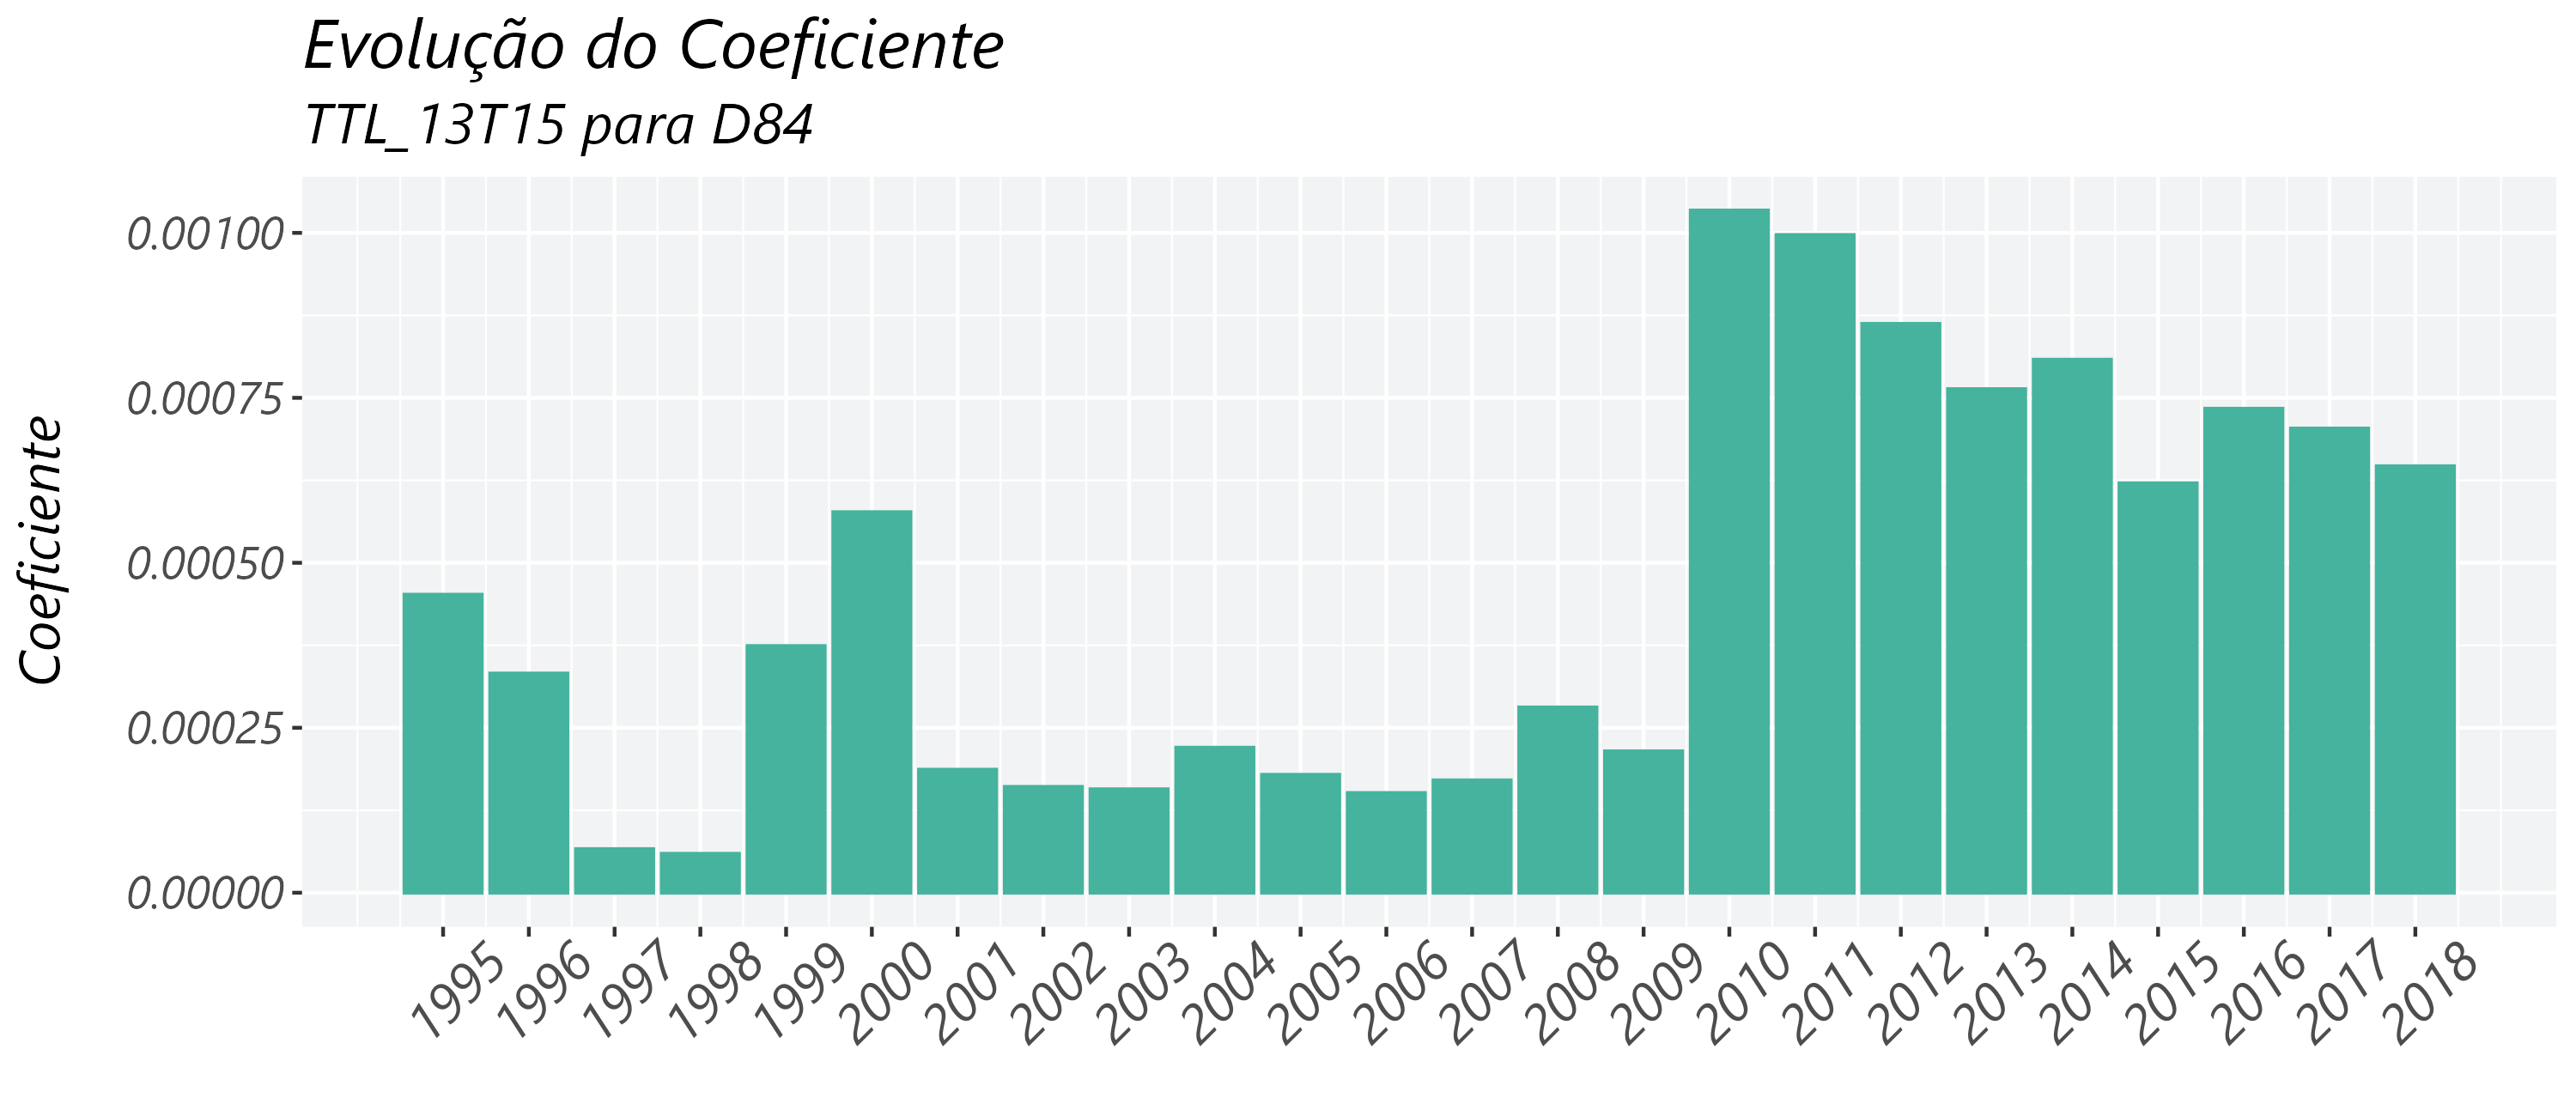 Evolução do Coeficiente
TTL_13T15 para D84
Coeficiente
0.00100
0.00075
0.00050
0.00025
0.00000
1995 1996 1997 1998 1999 2000 2001 2002 2003 2004 2005 2006 2007 2008 2009 2010 2011 2012 2013 2014 2015 2016 2017 2018